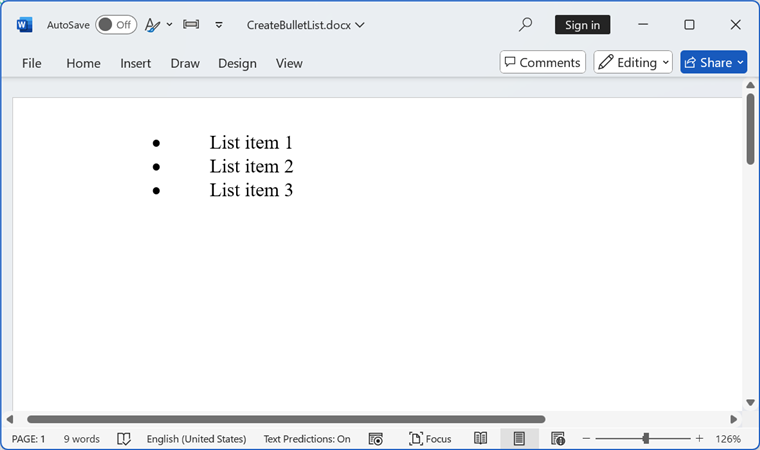 AutoSave Off CreateBulletList.docx Sign in
File Home Insert Draw Design View Comments Editing Share
• List item 1
• List item 2
• List item 3
PAGE: 1 9 words English (United States) Text Predictions: On Focus 126%